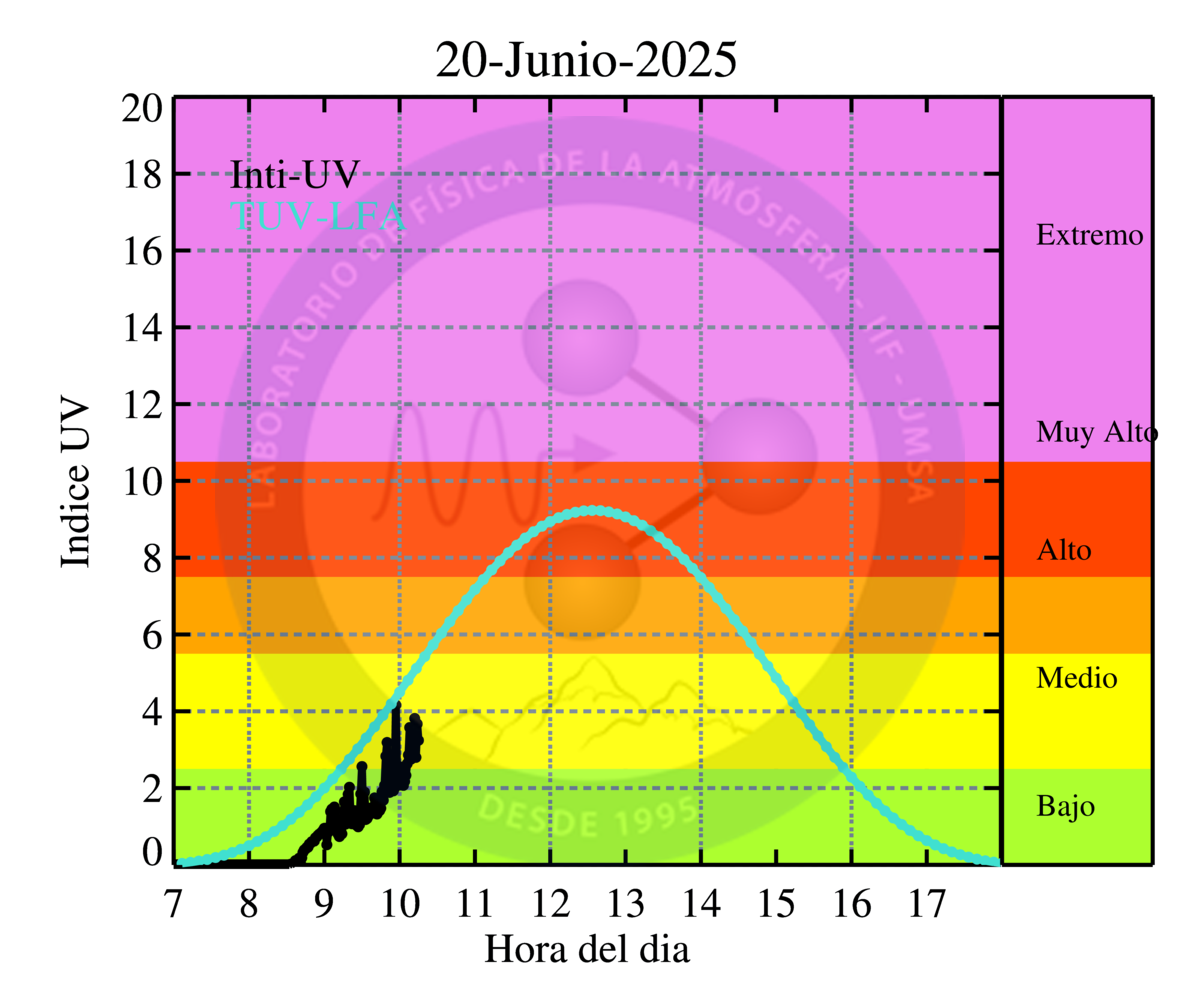 20-Junio-2025
Inti-UV
TUV-LFA
LABORATORIO DE FÍSICA DE LA ATMÓSFERA - IIF - UMSA
DESDE 1995
Indice UV
20
18
16
14
12
10
8
6
4
2
0
Extremo
Muy Alto
Alto
Medio
Bajo
7 8 9 10 11 12 13 14 15 16 17
Hora del dia